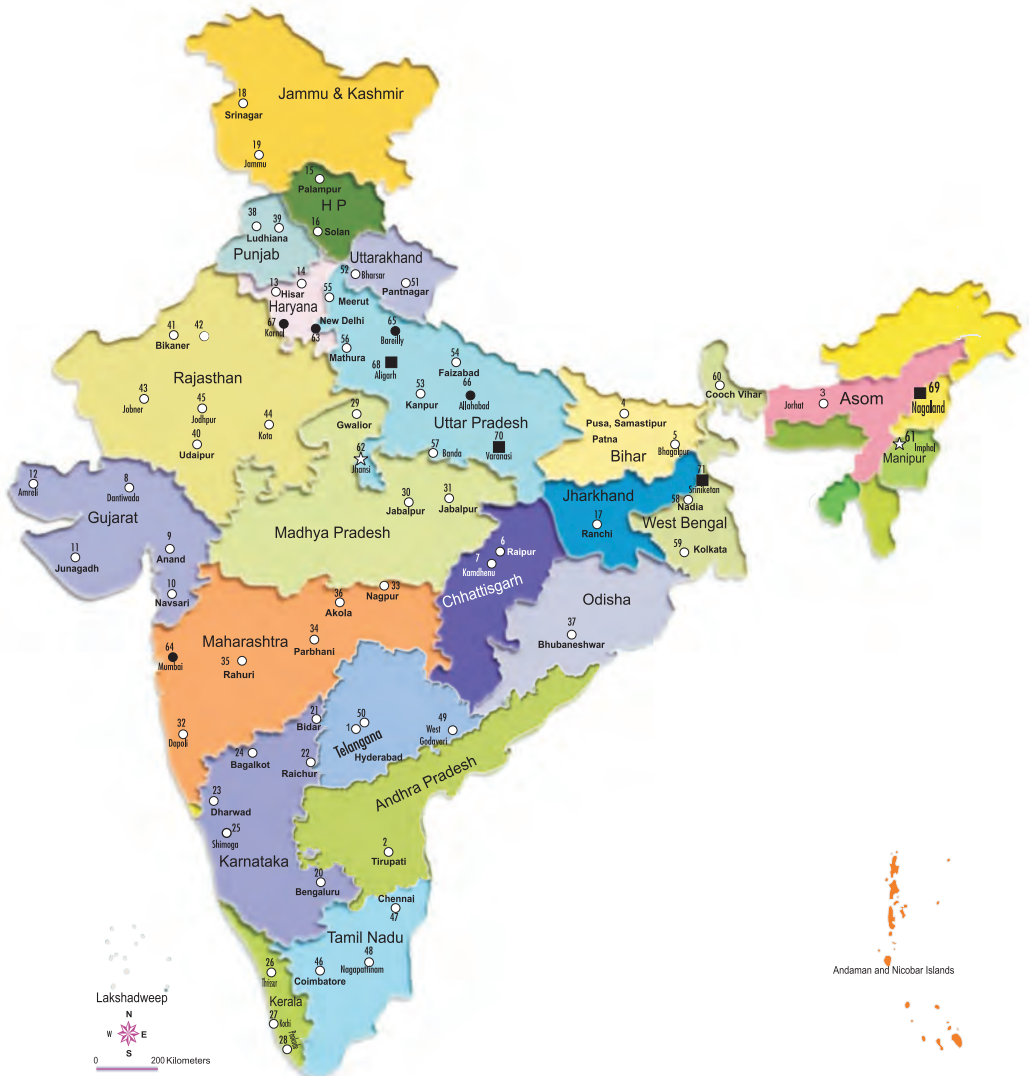 18
Jammu & Kashmir
Srinagar
19
Jammu
15
Palampur
H P
38
39
16
Solan
Ludhiana
Punjab
Uttarakhand
52
Bharsar
51
Pantnagar
14
13
Hisar
55
Meerut
Haryana
67
Karnal
New Delhi
63
65
Bareilly
41
42
Bikaner
56
Mathura
68
Aligarh
54
Faizabad
60
Cooch Vihar
Rajasthan
43
Jobner
45
Jodhpur
53
Kanpur
66
Allahabad
3
Jorhat
Asom
69
Nagaland
44
Kota
29
Gwalior
4
Pusa, Samastipur
Uttar Pradesh
Patna
40
Udaipur
62
Jhansi
57
Banda
70
Varanasi
Bihar
5
Bhagalpur
61
Imphal
Manipur
12
Amreli
8
Dantiwada
71
Sriniketan
Jharkhand
30
Jabalpur
31
Jabalpur
58
Nadia
Gujarat
Madhya Pradesh
17
Ranchi
West Bengal
11
Junagadh
9
Anand
6
Raipur
7
Kamdhenu
59
Kolkata
Chhattisgarh
10
Navsari
33
Nagpur
36
Akola
Odisha
Maharashtra
34
Parbhani
37
Bhubaneshwar
64
Mumbai
35
Rahuri
32
Dapoli
21
Bidar
1
50
Telangana
Hyderabad
49
West
Godavari
24
Bagalkot
22
Raichur
Andhra Pradesh
23
Dharwad
25
Shimoga
2
Tirupati
Karnataka
20
Bengaluru
Chennai
47
Tamil Nadu
26
Thrissur
46
Coimbatore
48
Nagapattinam
Andaman and Nicobar Islands
Lakshadweep
Kerala
27
Kochi
28
N
W
E
S
0
200 Kilometers